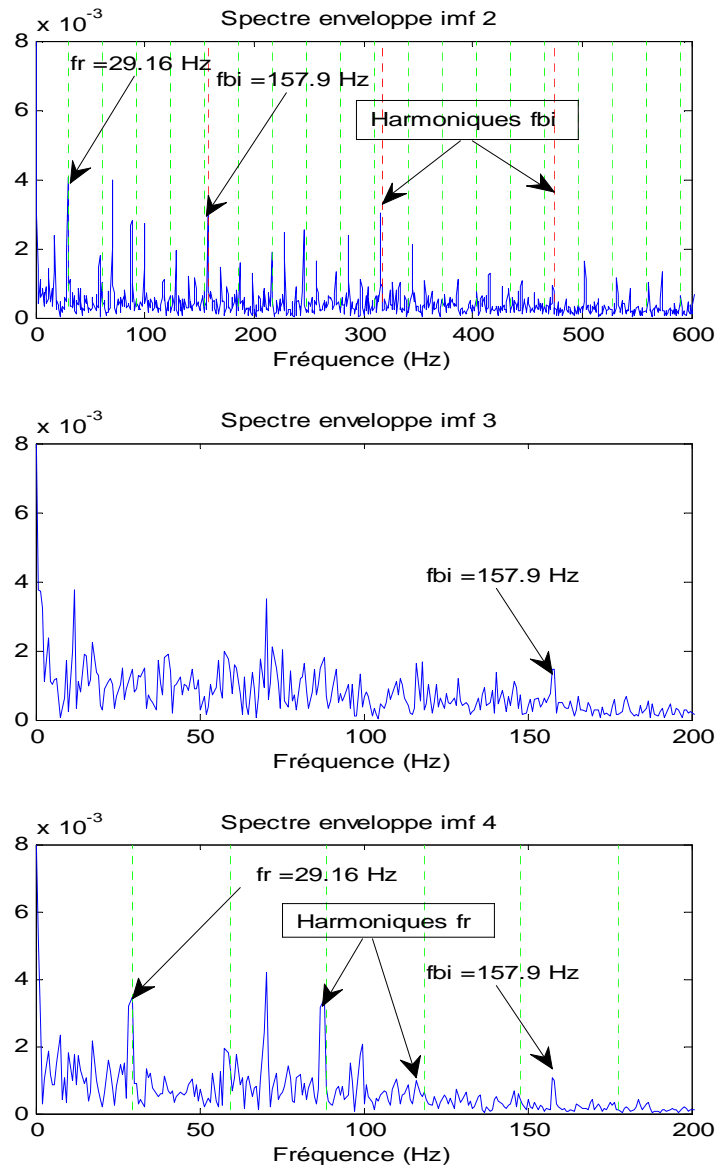 Spectre enveloppe imf 2
x 10^-3
8
6
4
2
0
fr =29.16 Hz
fbi =157.9 Hz
Harmoniques fbi
0 100 200 300 400 500 600
Fréquence (Hz)
Spectre enveloppe imf 3
x 10^-3
8
6
4
2
0
fbi =157.9 Hz
0 50 100 150 200
Fréquence (Hz)
Spectre enveloppe imf 4
x 10^-3
8
6
4
2
0
fr =29.16 Hz
Harmoniques fr
fbi =157.9 Hz
0 50 100 150 200
Fréquence (Hz)